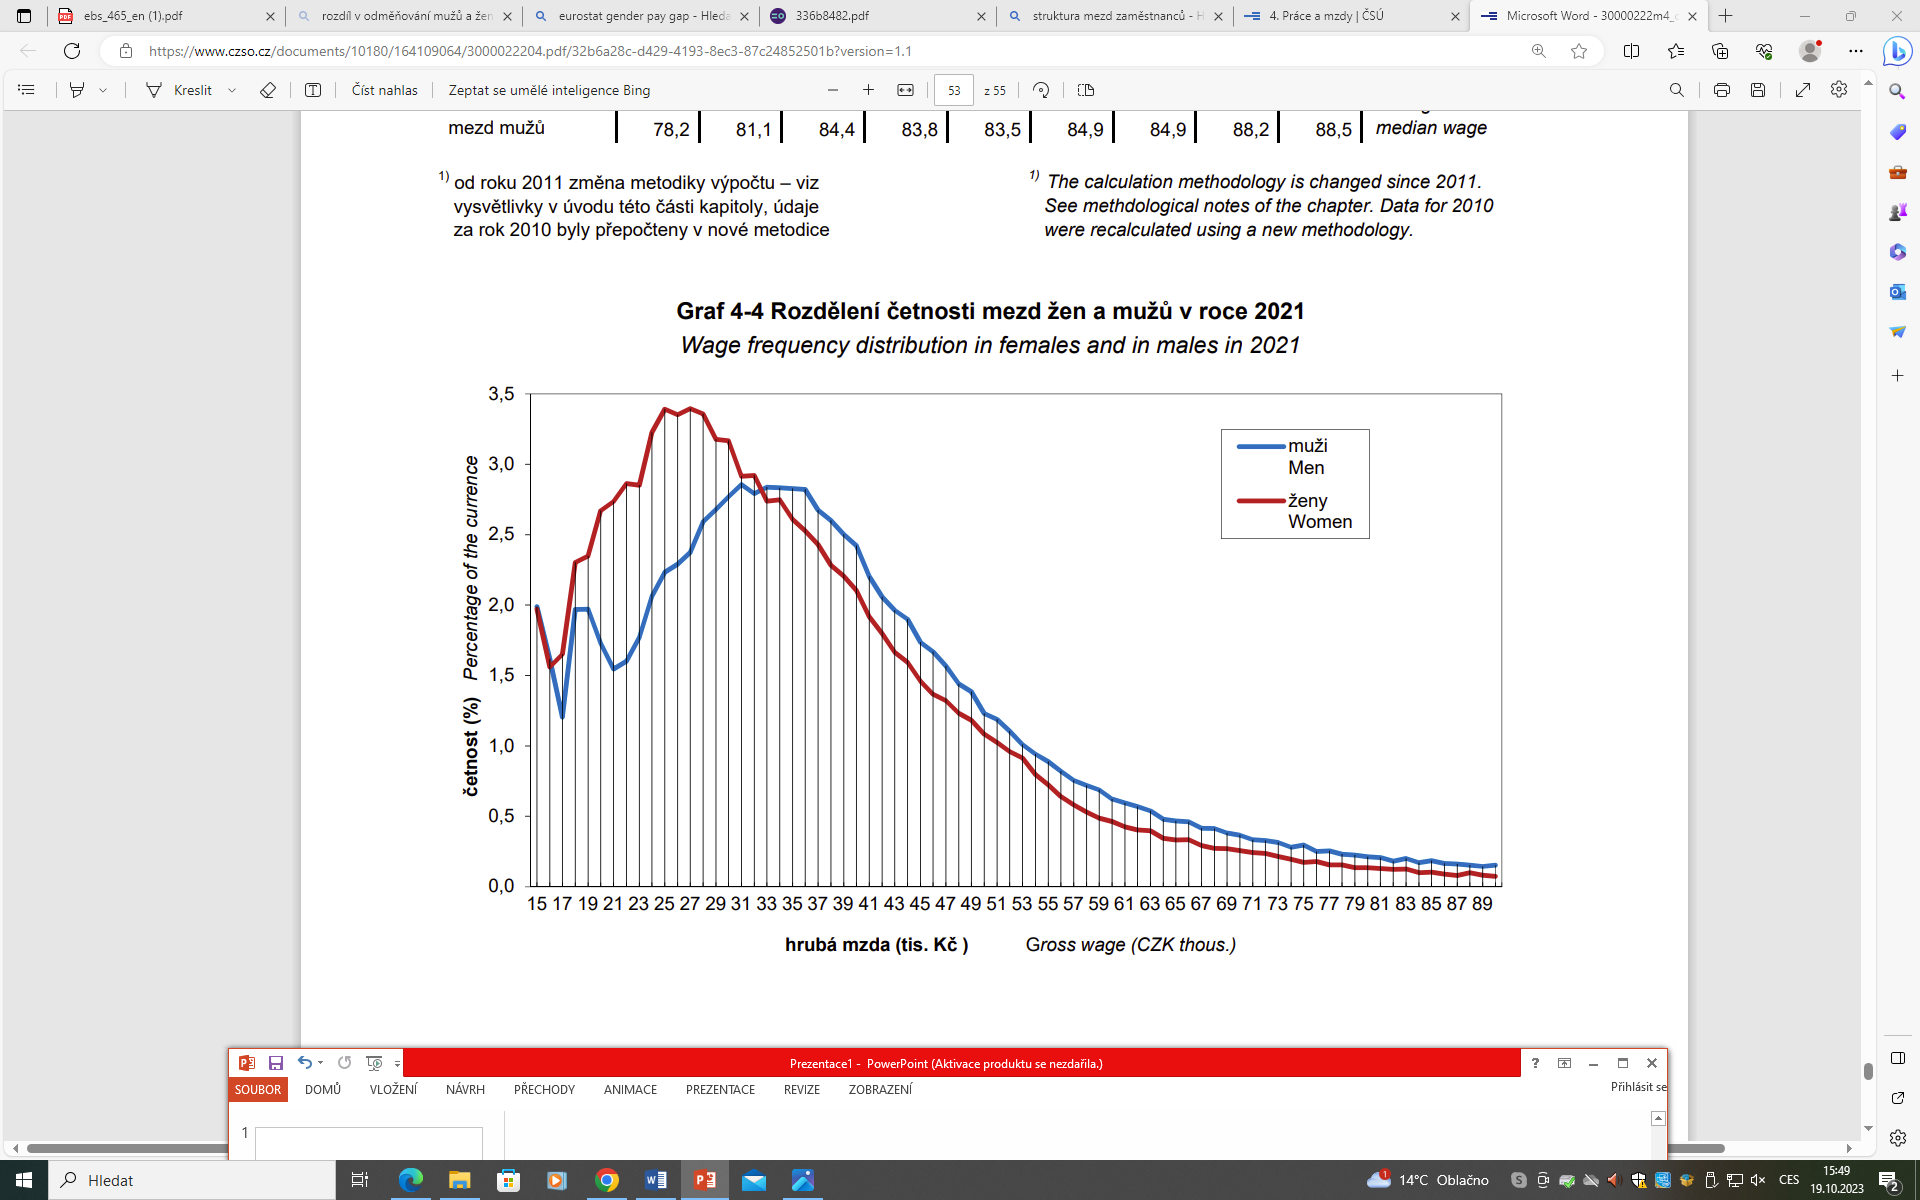 ebs_465_en (1).pdf
rozdíl v odměňování mužů a žen
eurostat gender pay gap - Hleda
336b8482.pdf
struktura mezd zaměstnanců - H
4. Práce a mzdy | ČSÚ
Microsoft Word - 30000222m4_c
https://www.czso.cz/documents/10180/164109064/3000022204.pdf/32b6a28c-d429-4193-8ec3-87c24852501b?version=1.1
Kreslit
Číst nahlas
Zeptat se umělé inteligence Bing
53 z 55
mezd mužů 78,2 81,1 84,4 83,8 83,5 84,9 84,9 88,2 88,5 median wage
1) od roku 2011 změna metodiky výpočtu – viz
vysvětlivky v úvodu této části kapitoly, údaje
za rok 2010 byly přepočteny v nové metodice
1) The calculation methodology is changed since 2011.
See methdological notes of the chapter. Data for 2010
were recalculated using a new methodology.
Graf 4-4 Rozdělení četnosti mezd žen a mužů v roce 2021
Wage frequency distribution in females and in males in 2021
četnost (%) Percentage of the currence
3,5
3,0
2,5
2,0
1,5
1,0
0,5
0,0
muži
Men
ženy
Women
15 17 19 21 23 25 27 29 31 33 35 37 39 41 43 45 47 49 51 53 55 57 59 61 63 65 67 69 71 73 75 77 79 81 83 85 87 89
hrubá mzda (tis. Kč ) Gross wage (CZK thous.)
Prezentace1 - PowerPoint (Aktivace produktu se nezdařila.)
SOUBOR DOMŮ VLOŽENÍ NÁVRH PŘECHODY ANIMACE PREZENTACE REVIZE ZOBRAZENÍ Přihlásit se
1
Hledat
14°C Oblačno
CES
15:49
19.10.2023
2